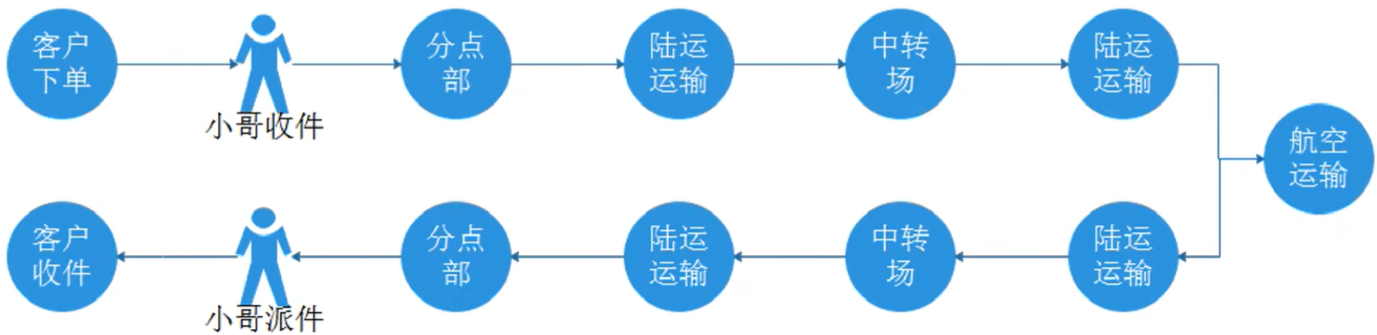 客户
下单
小哥收件
分点
部
陆运
运输
中转
场
陆运
运输
航空
运输
客户
收件
小哥派件
分点
部
陆运
运输
中转
场
陆运
运输